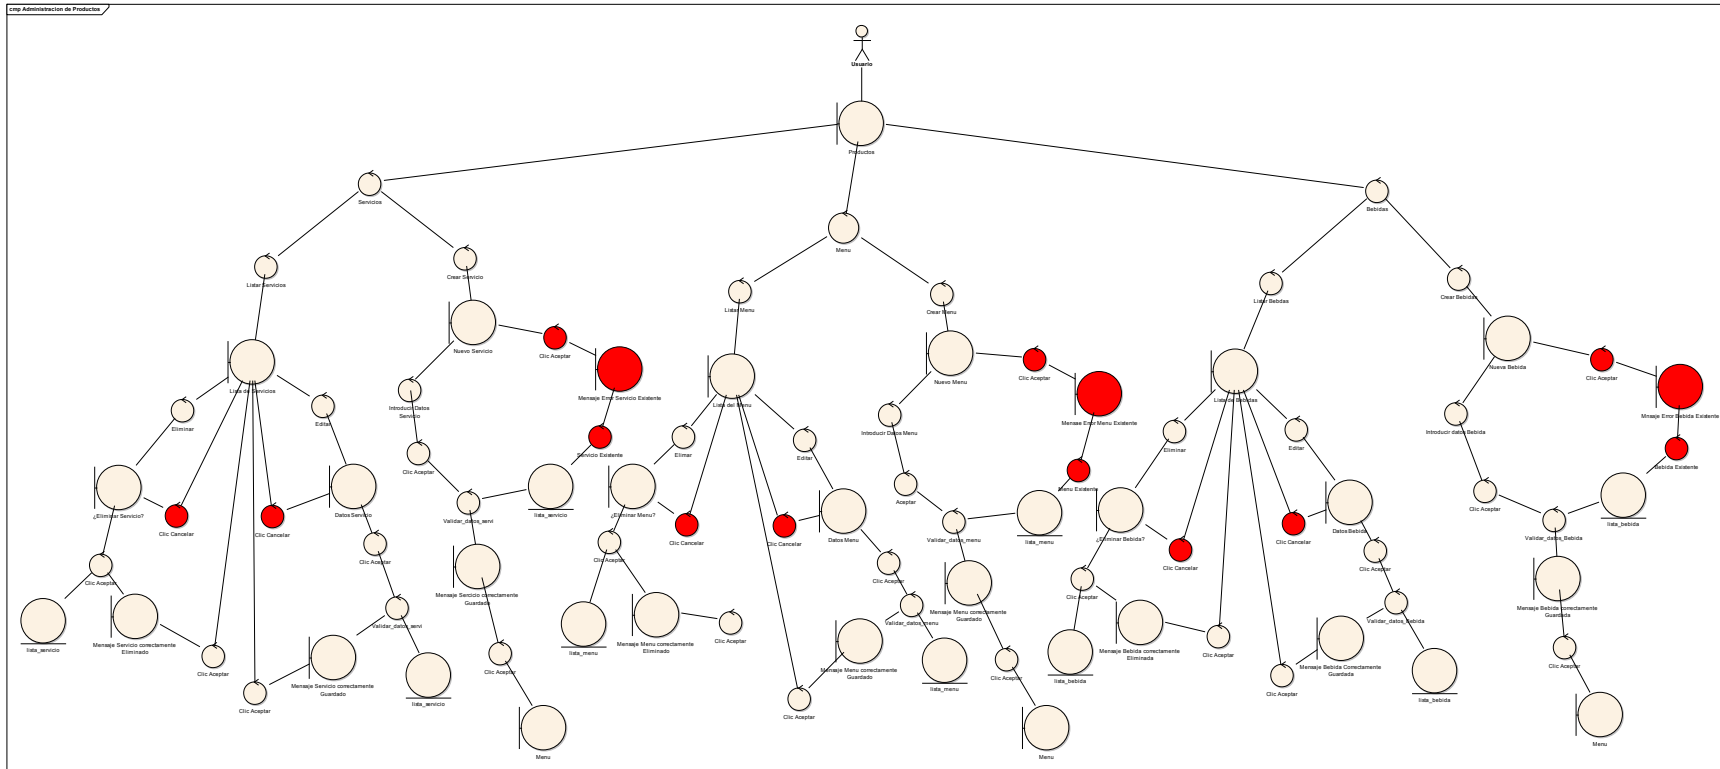 cmp Administracion de Productos
Usuario
Productos
Servicios
Bebidas
Menu
Listar Servicios
Crear Servicio
Listar Menu
Crear Menu
Listar Bebidas
Crear Bebidas
Nuevo Servicio
Clic Aceptar
Lista de Servicios
Mensaje Error Servicio Existente
Lista del Menu
Nuevo Menu
Clic Aceptar
Mensae Error Menu Existente
Lista de Bebidas
Nueva Bebida
Clic Aceptar
Mnsaje Error Bebida Existente
Eliminar
Editar
Introducir Datos
Servicio
Servicio Existente
Elimar
Editar
Introducir Datos Menu
Menu Existente
Eliminar
Editar
Introducir datos Bebida
Bebida Existente
Clic Aceptar
¿Eliminar Servicio?
Clic Cancelar
Clic Cancelar
Datos Servicio
Validar_datos_servi
lista_servicio
¿Eliminar Menu?
Clic Cancelar
Clic Cancelar
Datos Menu
Aceptar
Validar_datos_menu
lista_menu
¿Eliminar Bebida?
Clic Cancelar
Clic Cancelar
Datos Bebida
Clic Aceptar
Validar_datos_Bebida
lista_bebida
Clic Aceptar
Clic Aceptar
Mensaje Sercicio correctamente
Guardado
Clic Aceptar
Clic Aceptar
Mensaje Menu correctamente
Guardado
Clic Aceptar
Clic Aceptar
Mensaje Bebida correctamente
Guardada
lista_servicio
Mensaje Servicio correctamente
Eliminado
Clic Aceptar
Validar_datos_servi
Mensaje Servicio correctamente
Guardado
Clic Aceptar
lista_servicio
Clic Aceptar
Menu
lista_menu
Mensaje Menu correctamente
Eliminado
Clic Aceptar
Validar_datos_menu
Mensaje Menu correctamente
Guardado
Clic Aceptar
lista_menu
Clic Aceptar
Menu
lista_bebida
Mensaje Bebida correctamente
Eliminada
Clic Aceptar
Validar_datos_Bebida
Mensaje Bebida Correctamente
Guardada
Clic Aceptar
lista_bebida
Clic Aceptar
Menu